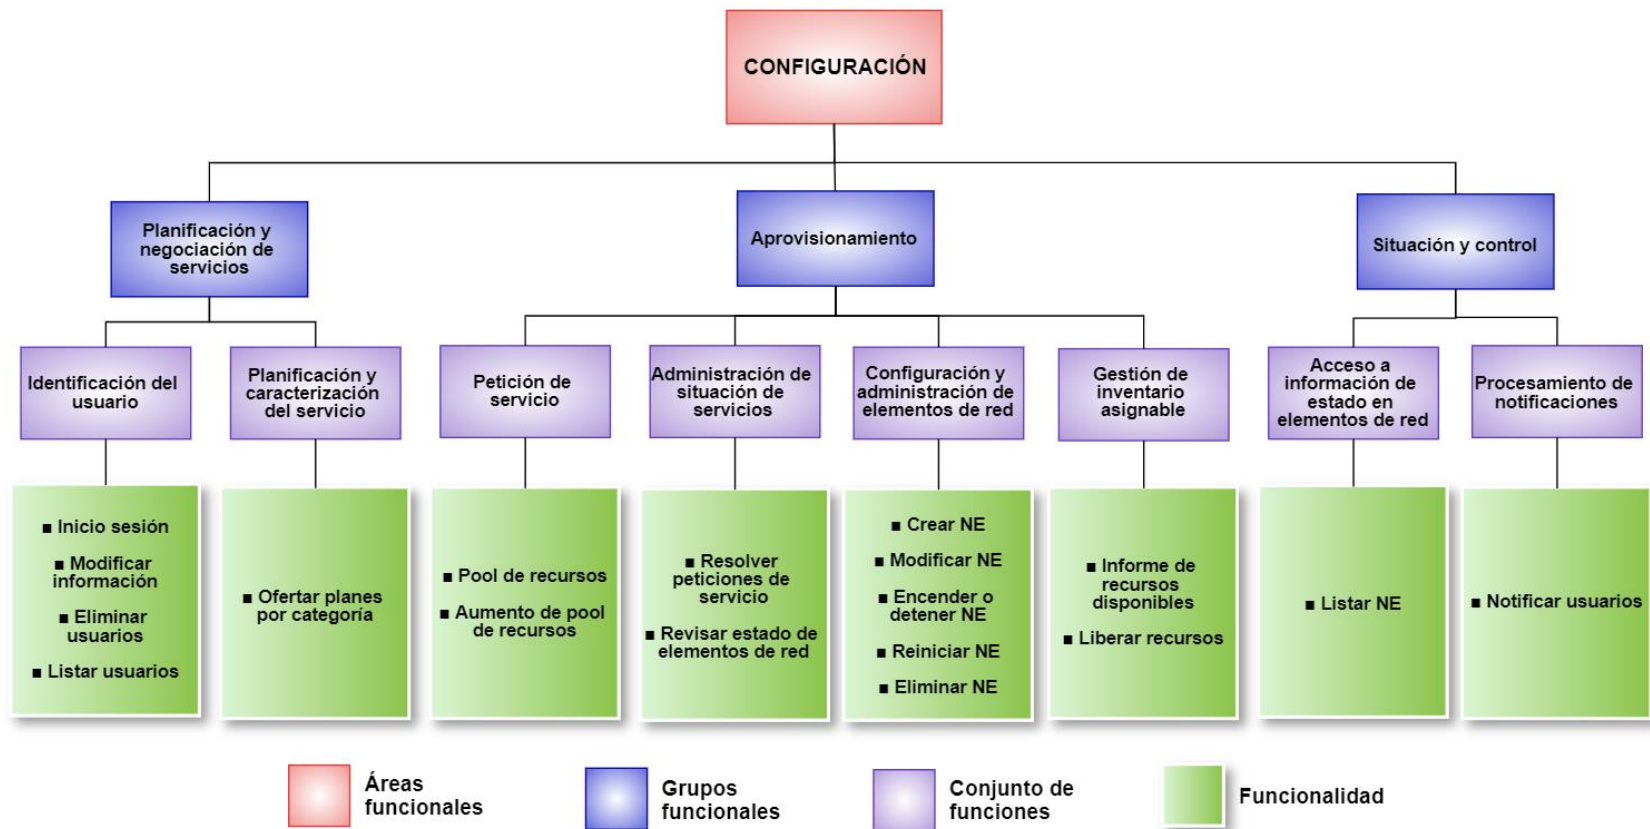 CONFIGURACIÓN
Planificación y
negociación de
servicios
Aprovisionamiento
Situación y control
Identificación del
usuario
Planificación y
caracterización
del servicio
Petición de
servicio
Administración de
situación de
servicios
Configuración y
administración de
elementos de red
Gestión de
inventario
asignable
Acceso a
información de
estado en
elementos de red
Procesamiento de
notificaciones
■ Inicio sesión
■ Modificar
información
■ Eliminar
usuarios
■ Listar usuarios
■ Ofertar planes
por categoría
■ Pool de recursos
■ Aumento de pool
de recursos
■ Resolver
peticiones de
servicio
■ Revisar estado de
elementos de red
■ Crear NE
■ Modificar NE
■ Encender o
detener NE
■ Reiniciar NE
■ Eliminar NE
■ Informe de
recursos
disponibles
■ Liberar recursos
■ Listar NE
■ Notificar usuarios
Áreas
funcionales
Grupos
funcionales
Conjunto de
funciones
Funcionalidad